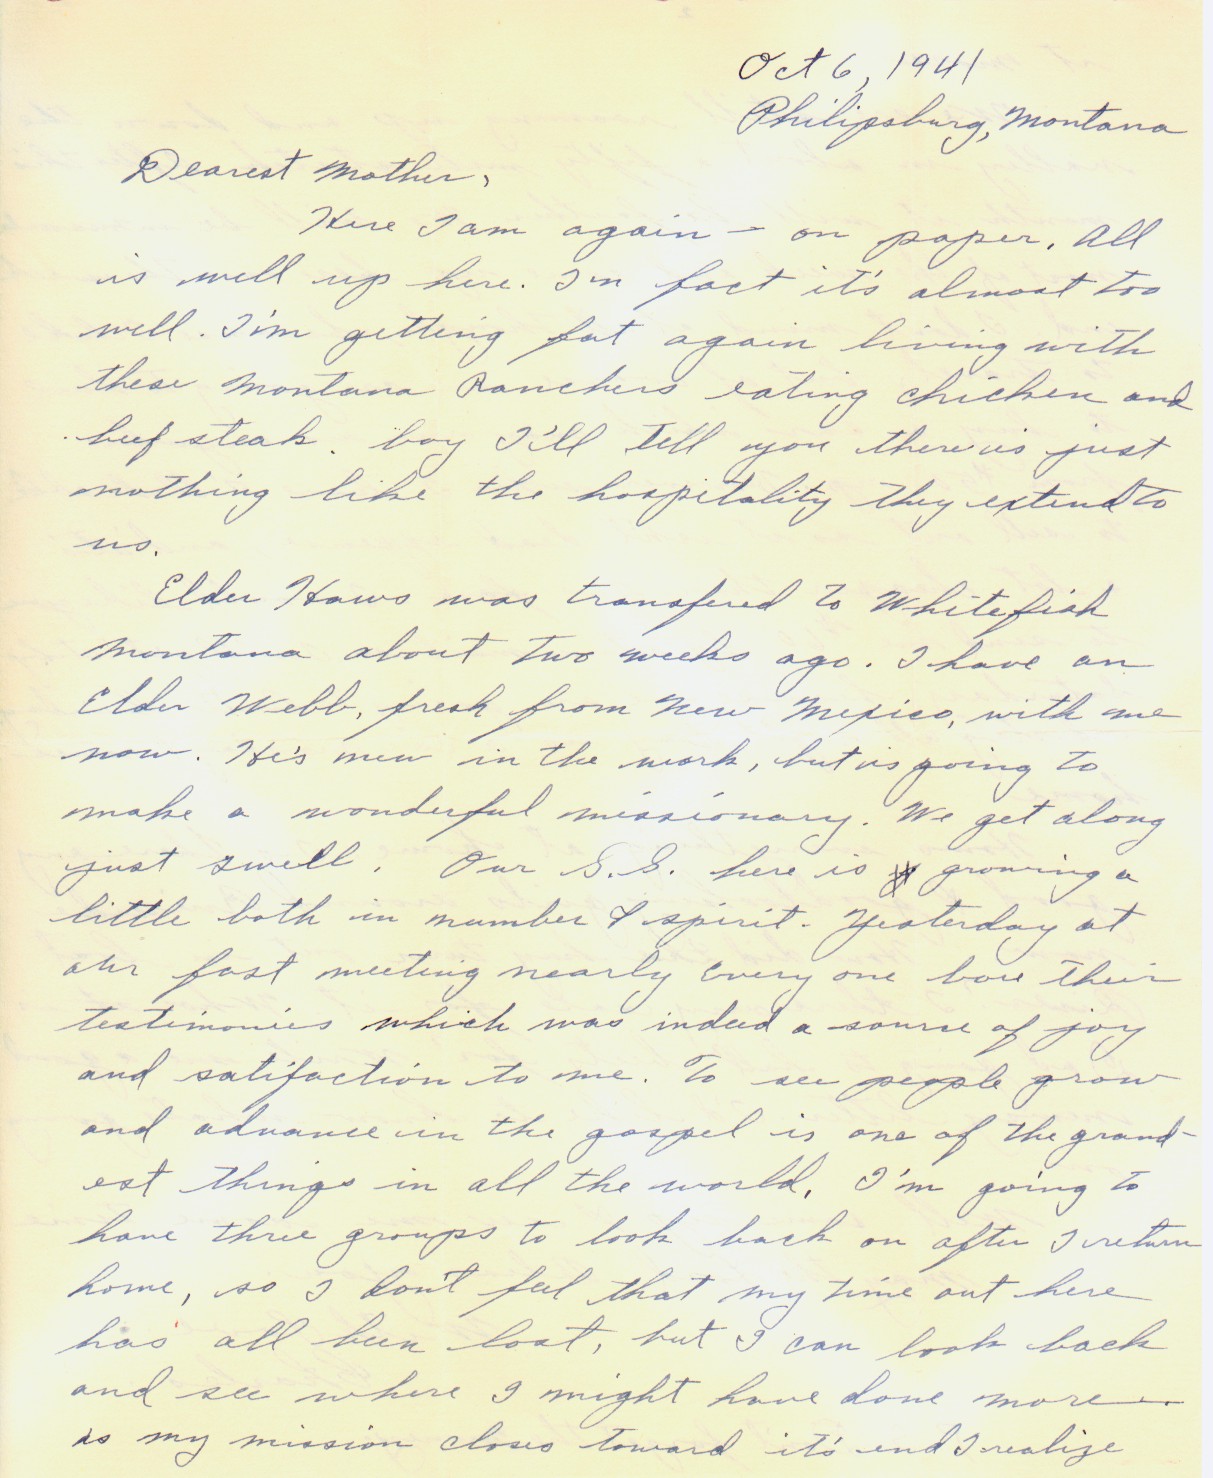 Oct 6, 1941
Philipsburg, Montana
Dearest Mother,
Here I am again - on paper. All
is well up here. In fact it's almost too
well. I'm getting fat again living with
these Montana Ranchers eating chicken and
beef steak. boy I'll tell you there is just
nothing like the hospitality they extend to
us.
Elder Haws was transfered to Whitefish
Montana about two weeks ago. I have an
Elder Webb, fresh from New Mexico, with me
now. He's new in the work, but is going to
make a wonderful missionary. We get along
just swell. Our S.S. here is growing a
little both in number & spirit. Yesterday at
our fast meeting nearly every one bore their
testimonies which was indeed a source of joy
and satifaction to me. To see people grow
and advance in the gospel is one of the grand-
est things in all the world. I'm going to
have three groups to look back on after I return
home, so I don't feel that my time out here
has all been lost, but I can look back
and see where I might have done more -
as my mission closes toward it's end I realize